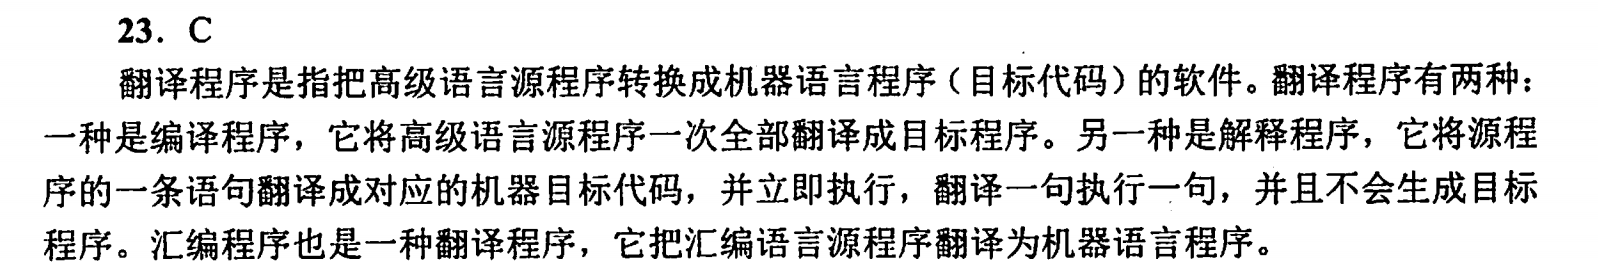 23. C
翻译程序是指把高级语言源程序转换成机器语言程序（目标代码）的软件。翻译程序有两种：
一种是编译程序，它将高级语言源程序一次全部翻译成目标程序。另一种是解释程序，它将源程
序的一条语句翻译成对应的机器目标代码，并立即执行，翻译一句执行一句，并且不会生成目标
程序。汇编程序也是一种翻译程序，它把汇编语言源程序翻译为机器语言程序。